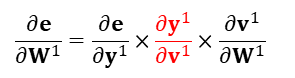 ∂e/∂W¹ = ∂e/∂y¹ × ∂y¹/∂v¹ × ∂v¹/∂W¹